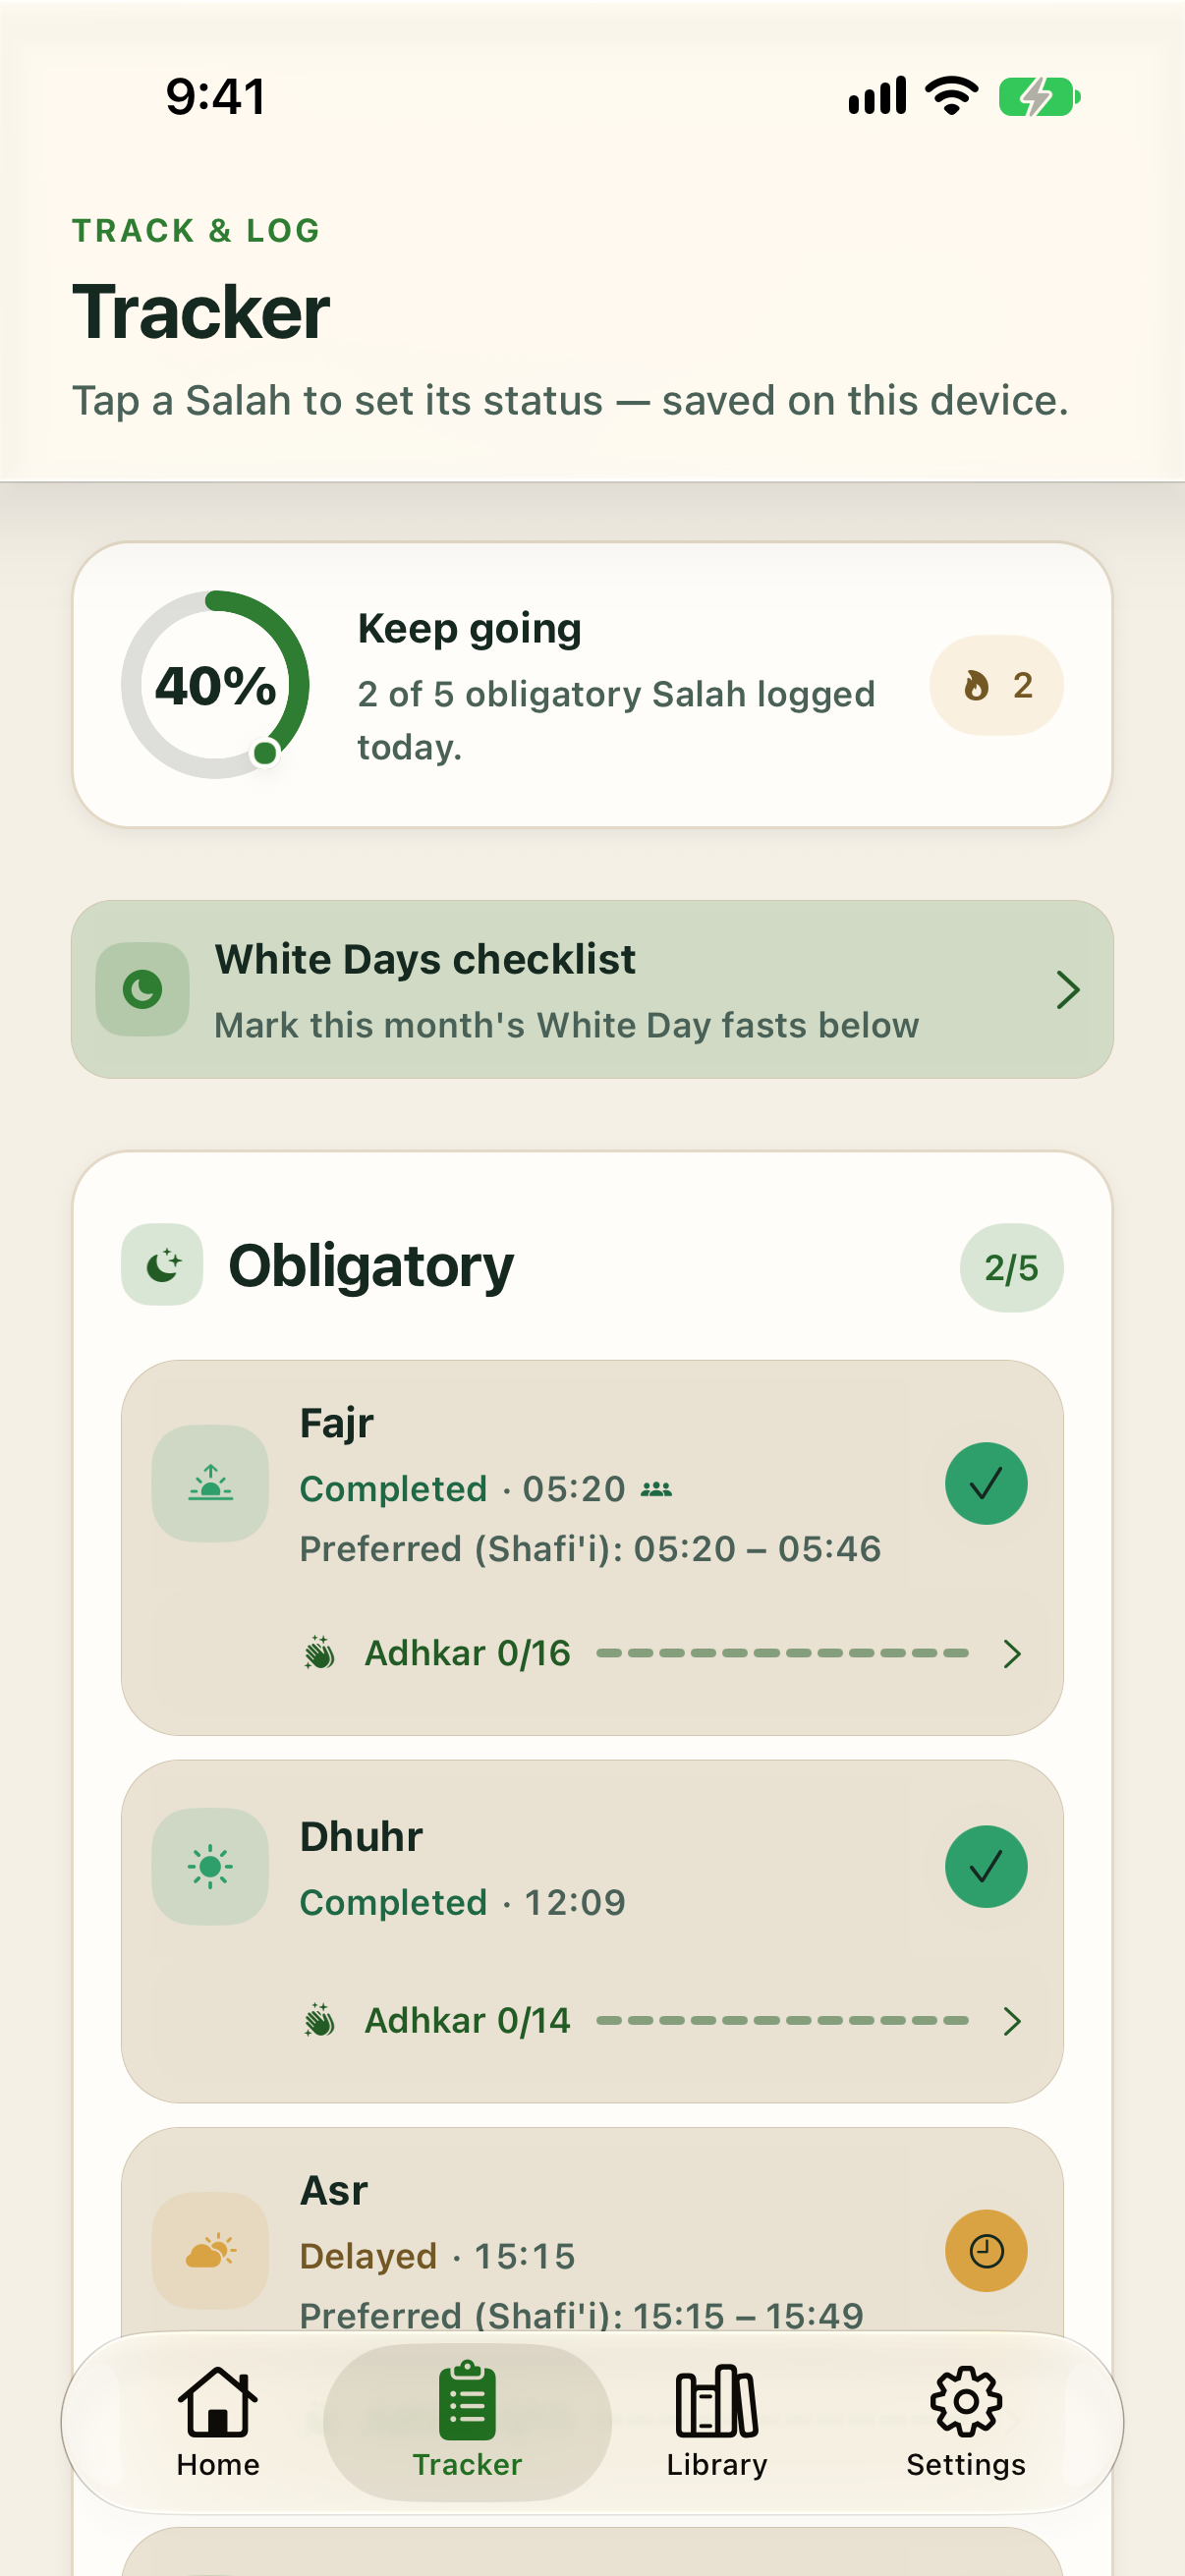 9:41
TRACK & LOG
Tracker
Tap a Salah to set its status — saved on this device.
40%
Keep going
2 of 5 obligatory Salah logged
today.
2
White Days checklist
Mark this month's White Day fasts below
Obligatory
2/5
Fajr
Completed · 05:20
Preferred (Shafi'i): 05:20 – 05:46
Adhkar 0/16
Dhuhr
Completed · 12:09
Adhkar 0/14
Asr
Delayed · 15:15
Preferred (Shafi'i): 15:15 – 15:49
Home
Tracker
Library
Settings